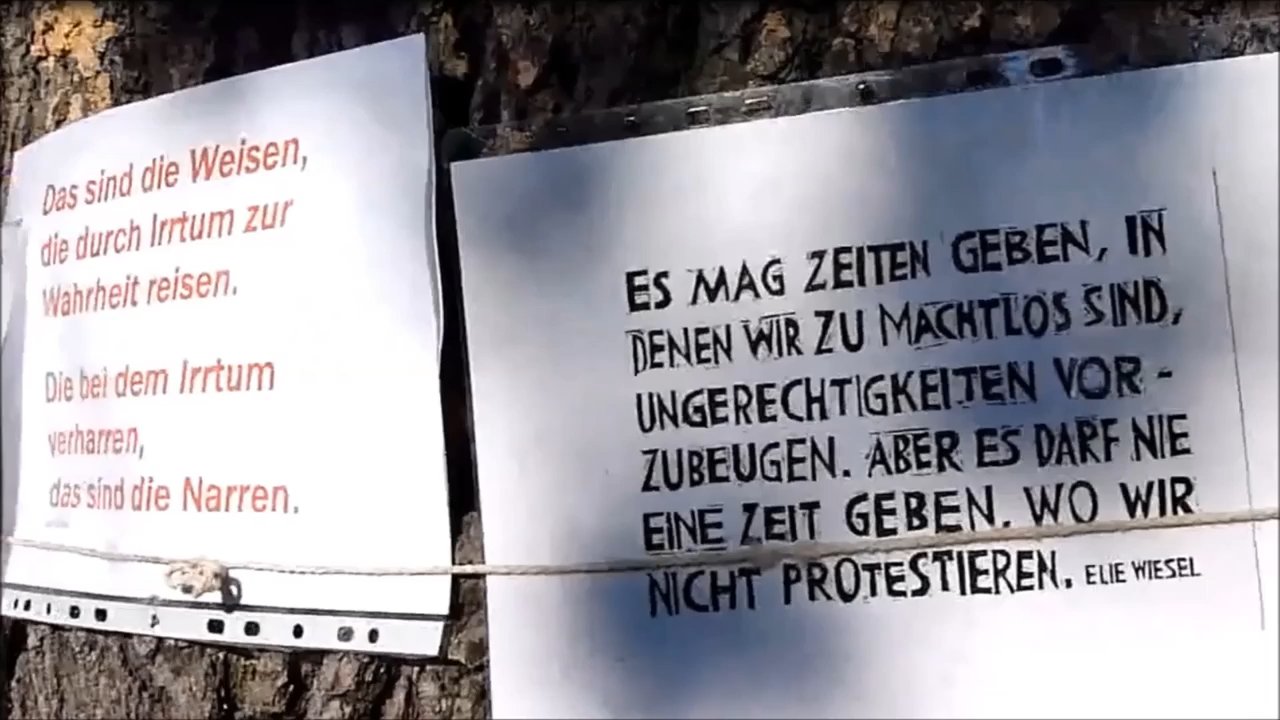 Das sind die Weisen,
die durch Irrtum zur
Wahrheit reisen.
Die bei dem Irrtum
verharren,
das sind die Narren.
ES MAG ZEITEN GEBEN, IN
DENEN WIR ZU MACHTLOS SIND,
UNGERECHTIGKEITEN VOR-
ZUBEUGEN. ABER ES DARF NIE
EINE ZEIT GEBEN. WO WIR
NICHT PROTESTIEREN. ELIE WIESEL